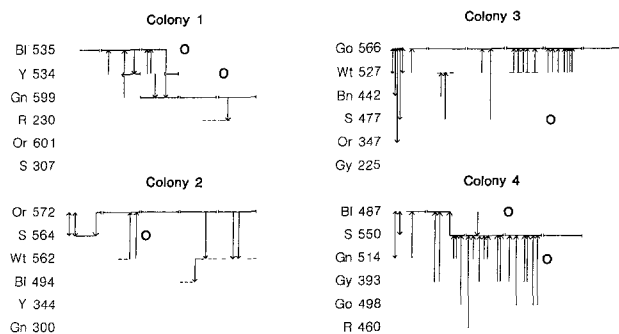 Colony 1
Bl 535
Y 534
Gn 599
R 230
Or 601
S 307
Colony 2
Or 572
S 564
Wt 562
Bl 494
Y 344
Gn 300
Colony 3
Go 566
Wt 527
Bn 442
S 477
Or 347
Gy 225
Colony 4
Bl 487
S 550
Gn 514
Gy 393
Go 498
R 460